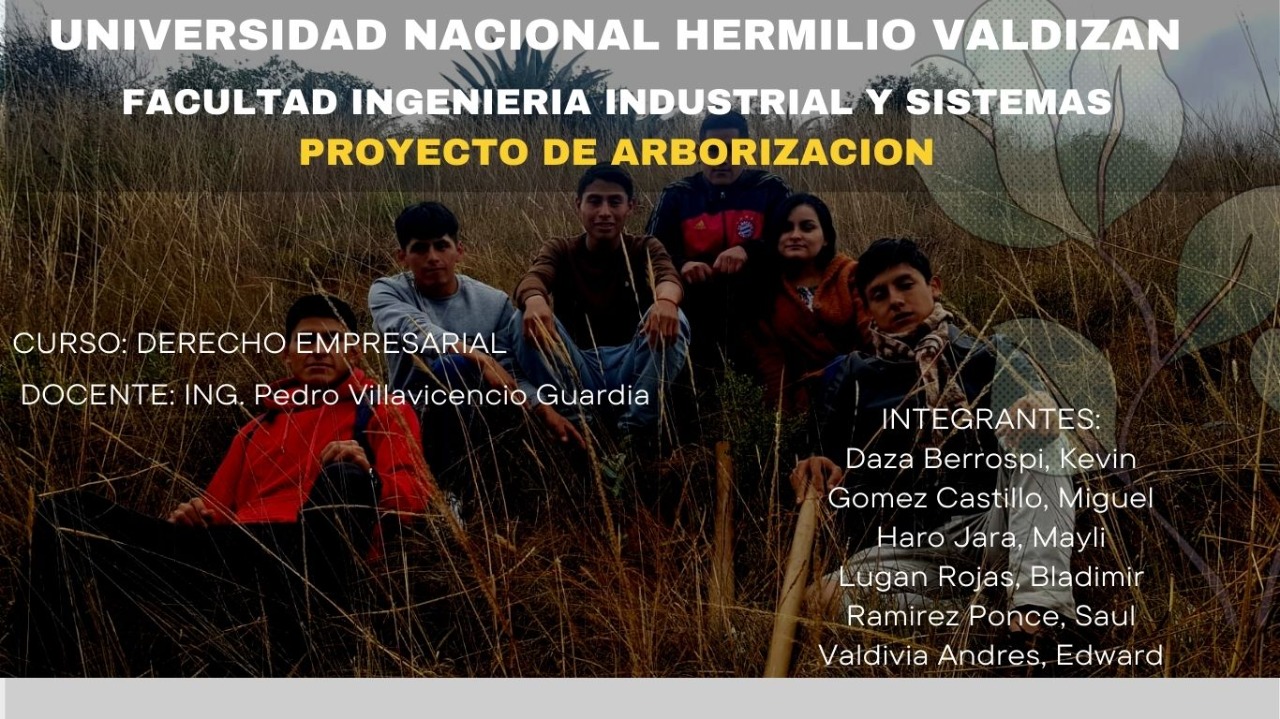 UNIVERSIDAD NACIONAL HERMILIO VALDIZAN
FACULTAD INGENIERIA INDUSTRIAL Y SISTEMAS
PROYECTO DE ARBORIZACION
CURSO: DERECHO EMPRESARIAL
DOCENTE: ING. Pedro Villavicencio Guardia
INTEGRANTES:
Daza Berrospi, Kevin
Gomez Castillo, Miguel
Haro Jara, Mayli
Lugan Rojas, Bladimir
Ramirez Ponce, Saul
Valdivia Andres, Edward